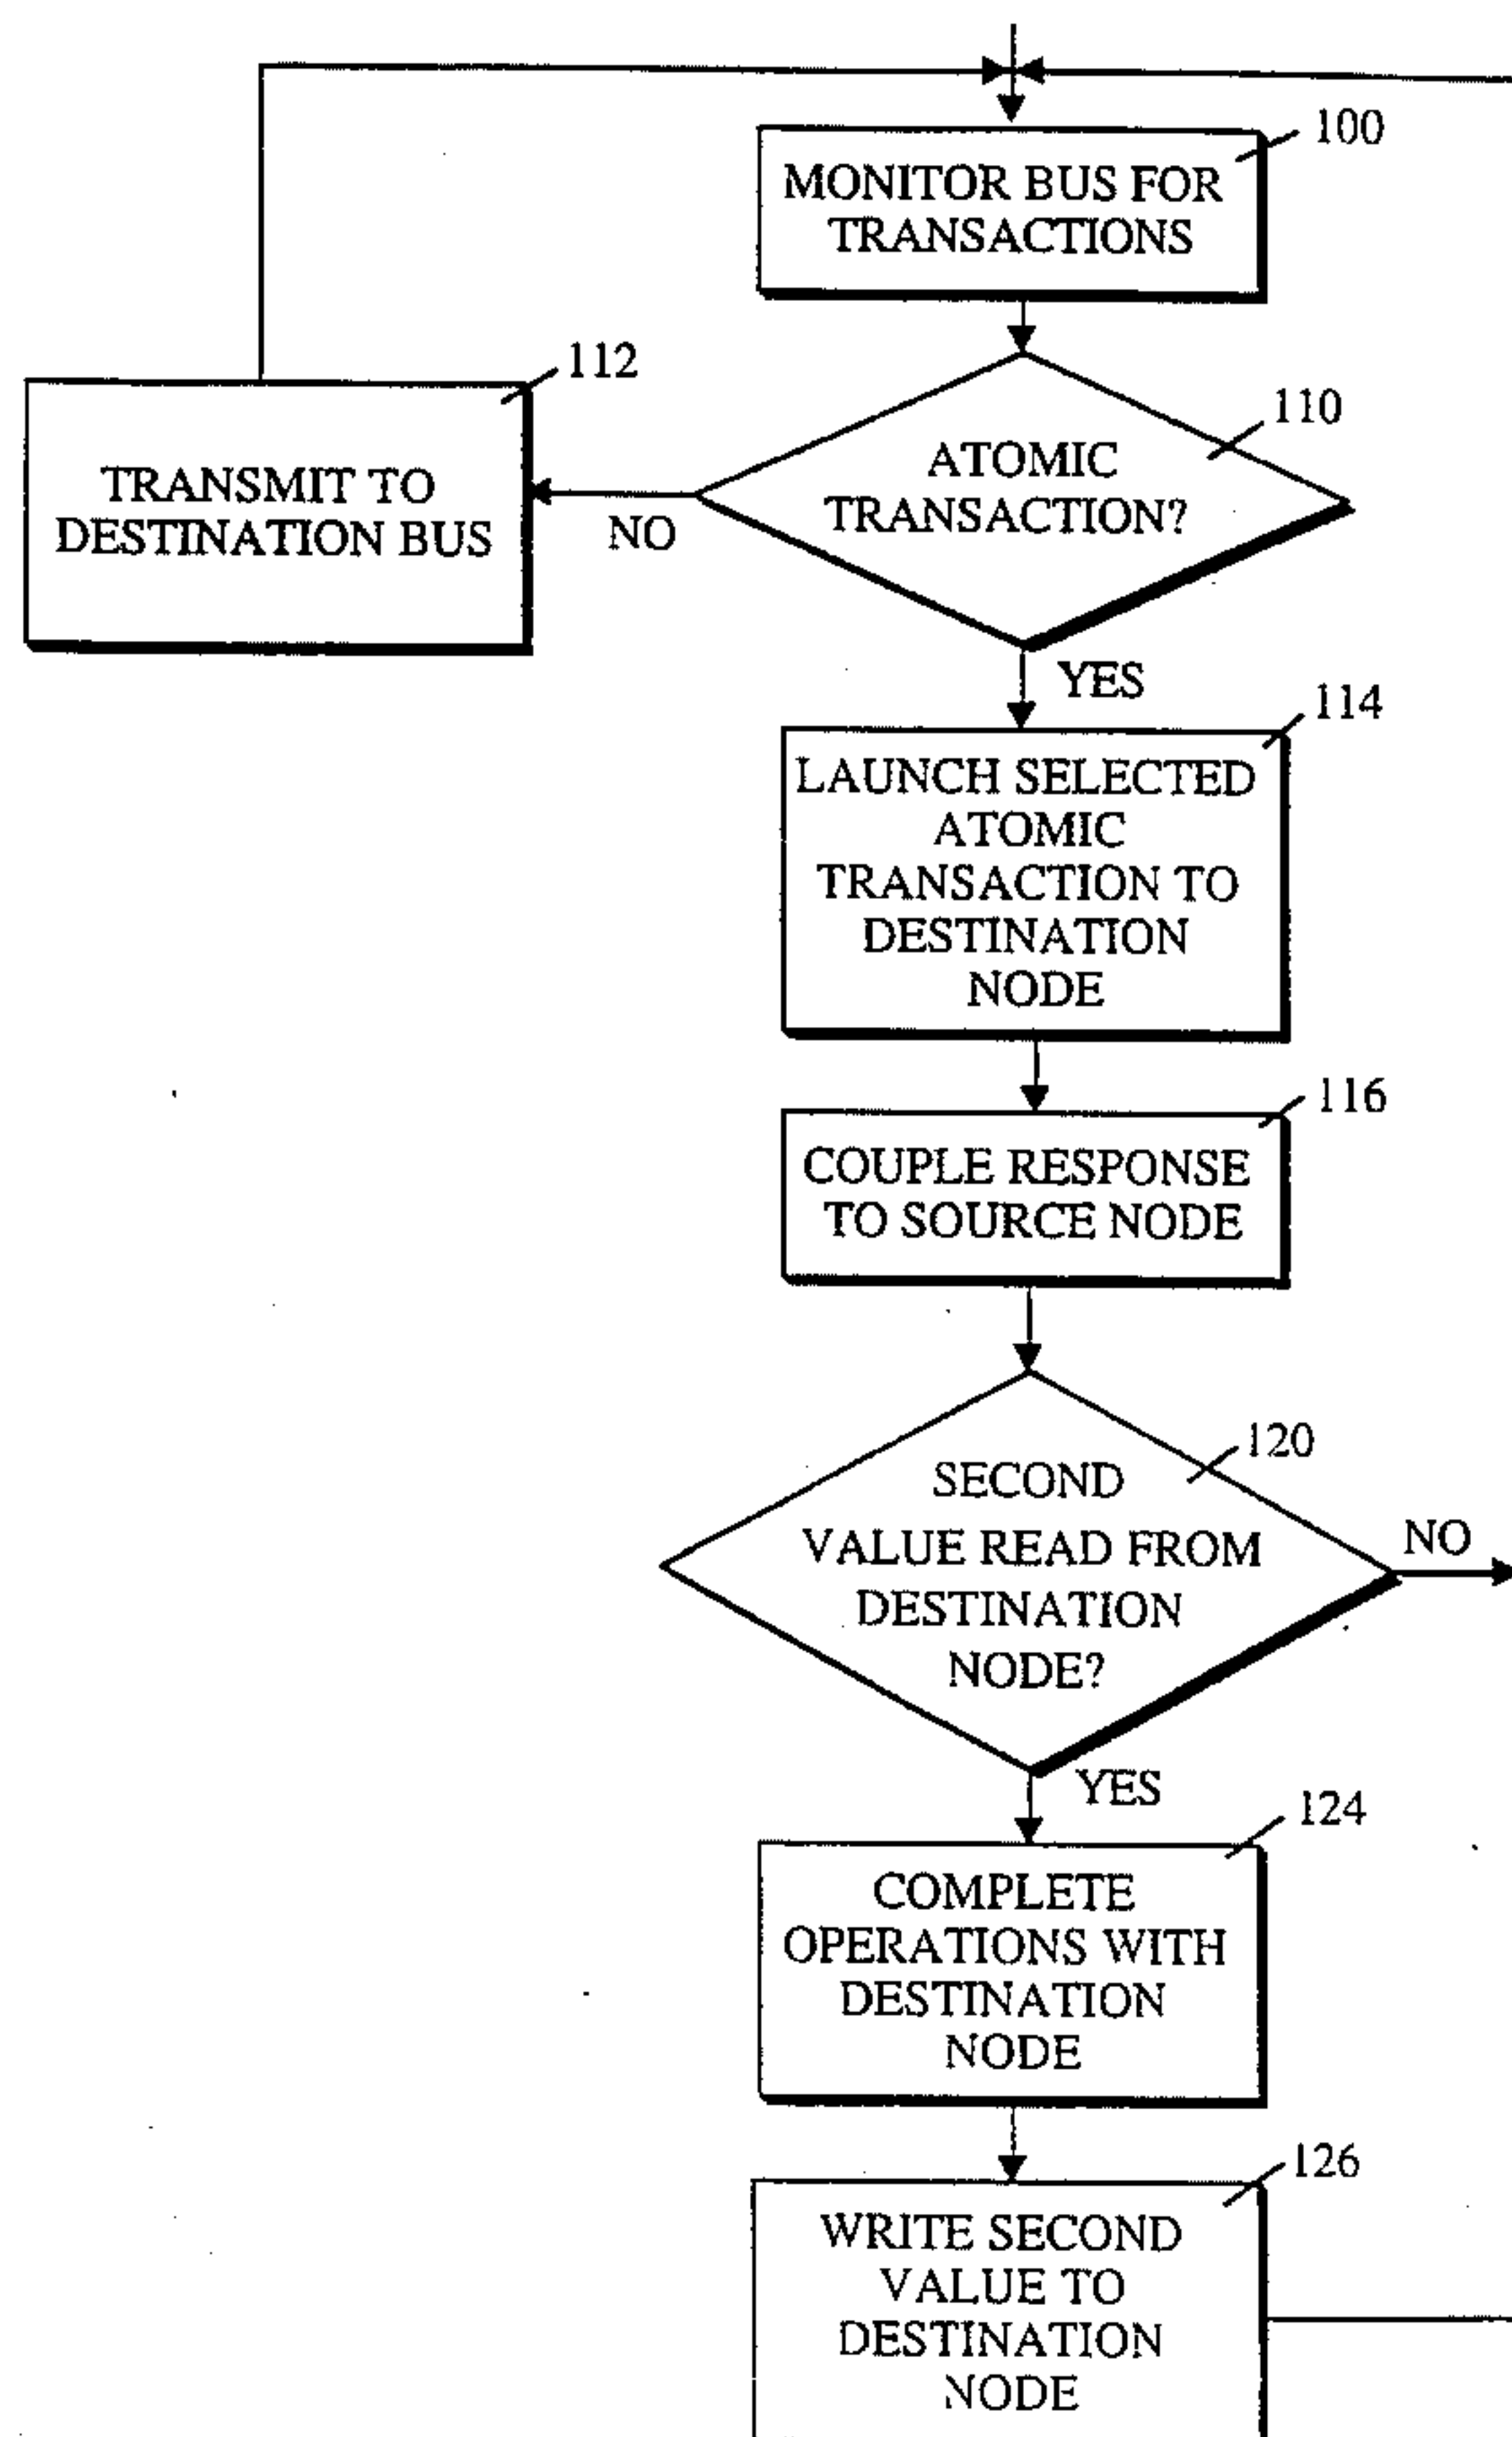 100
MONITOR BUS FOR
TRANSACTIONS
112
110
ATOMIC
TRANSACTION?
TRANSMIT TO
DESTINATION BUS
NO
YES
114
LAUNCH SELECTED
ATOMIC
TRANSACTION TO
DESTINATION
NODE
116
COUPLE RESPONSE
TO SOURCE NODE
120
SECOND
VALUE READ FROM
DESTINATION
NODE?
NO
YES
124
COMPLETE
OPERATIONS WITH
DESTINATION
NODE
126
WRITE SECOND
VALUE TO
DESTINATION
NODE